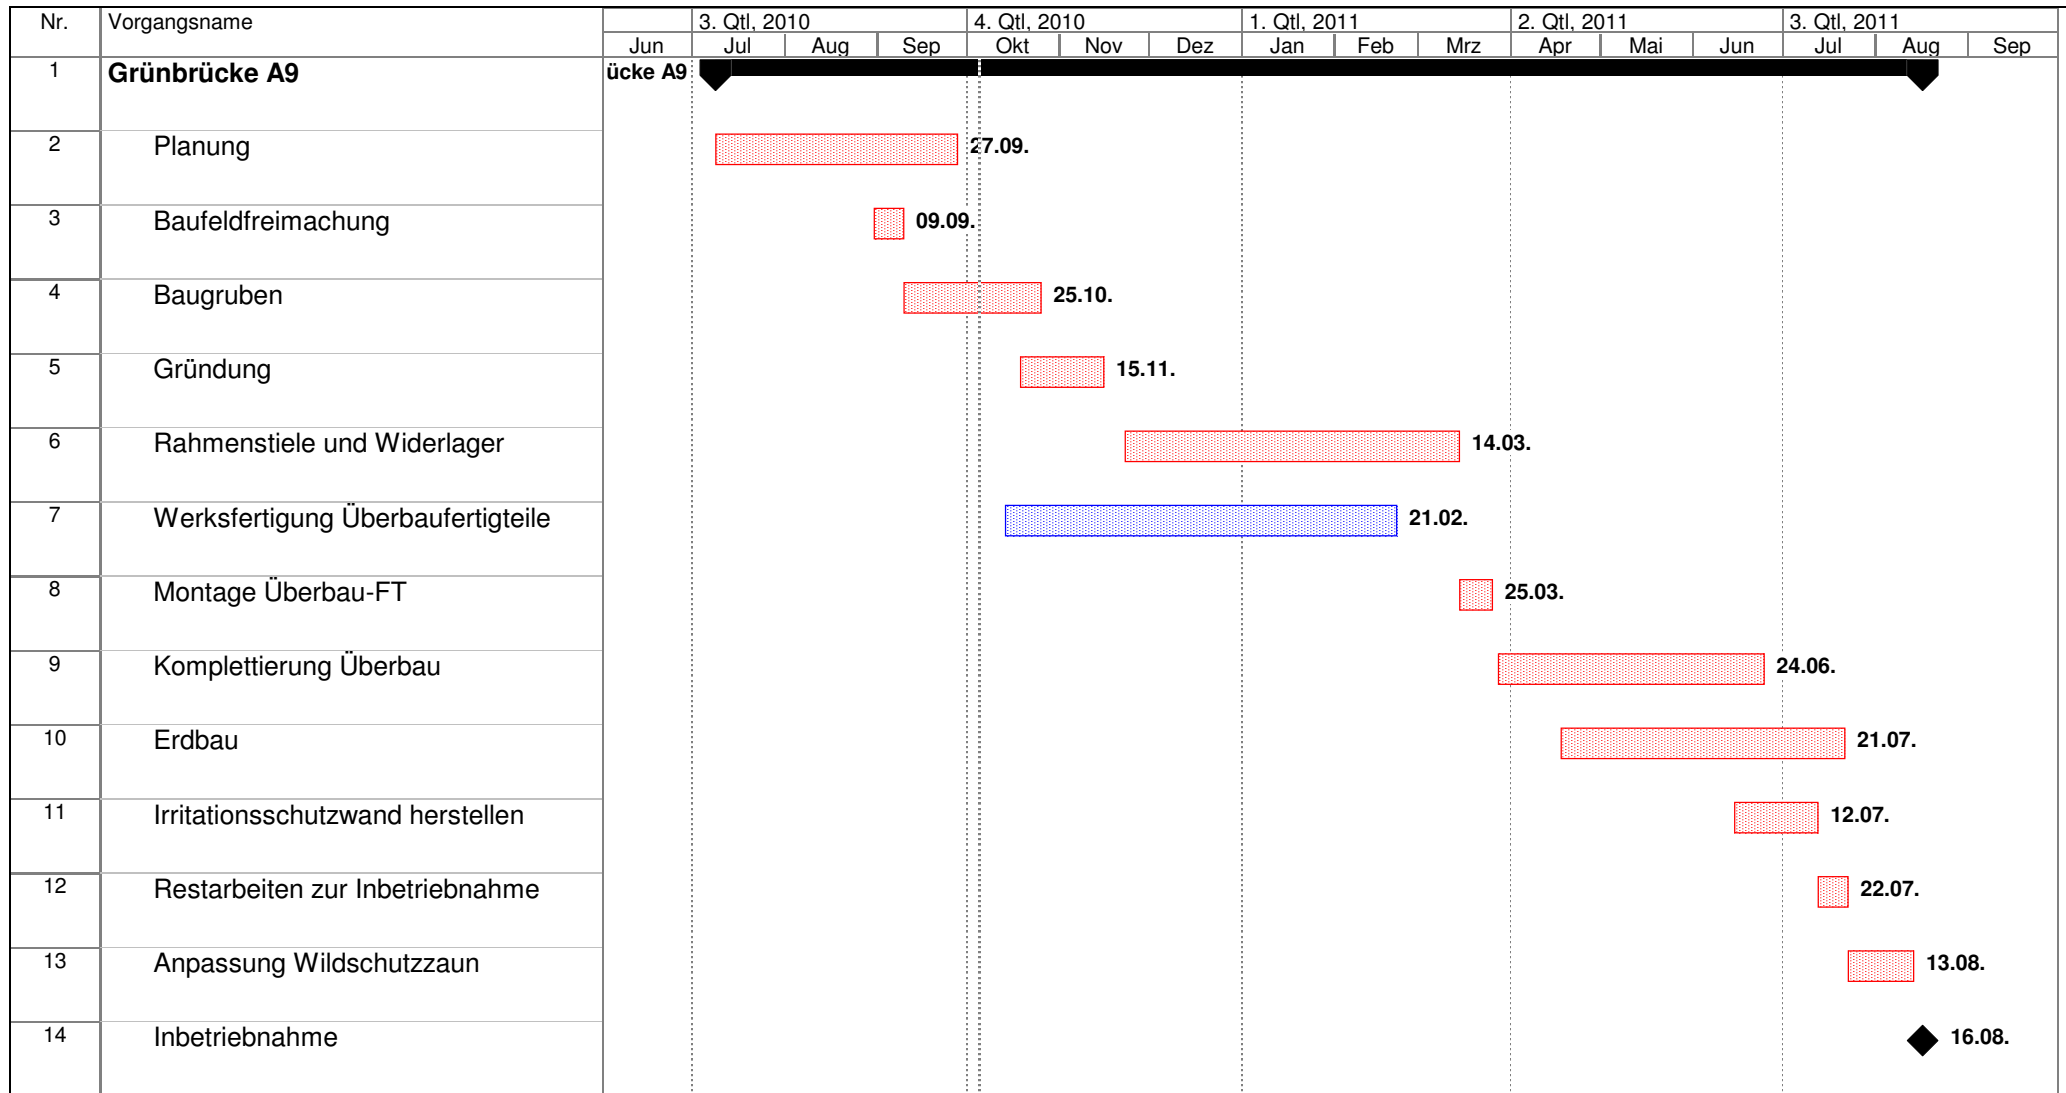 Nr. Vorgangsname 3. Qtl, 2010 4. Qtl, 2010 1. Qtl, 2011 2. Qtl, 2011 3. Qtl, 2011
Jun Jul Aug Sep Okt Nov Dez Jan Feb Mrz Apr Mai Jun Jul Aug Sep
1 Grünbrücke A9 ücke A9
2 Planung 27.09.
3 Baufeldfreimachung 09.09.
4 Baugruben 25.10.
5 Gründung 15.11.
6 Rahmenstiele und Widerlager 14.03.
7 Werksfertigung Überbaufertigteile 21.02.
8 Montage Überbau-FT 25.03.
9 Komplettierung Überbau 24.06.
10 Erdbau 21.07.
11 Irritationsschutzwand herstellen 12.07.
12 Restarbeiten zur Inbetriebnahme 22.07.
13 Anpassung Wildschutzzaun 13.08.
14 Inbetriebnahme 16.08.